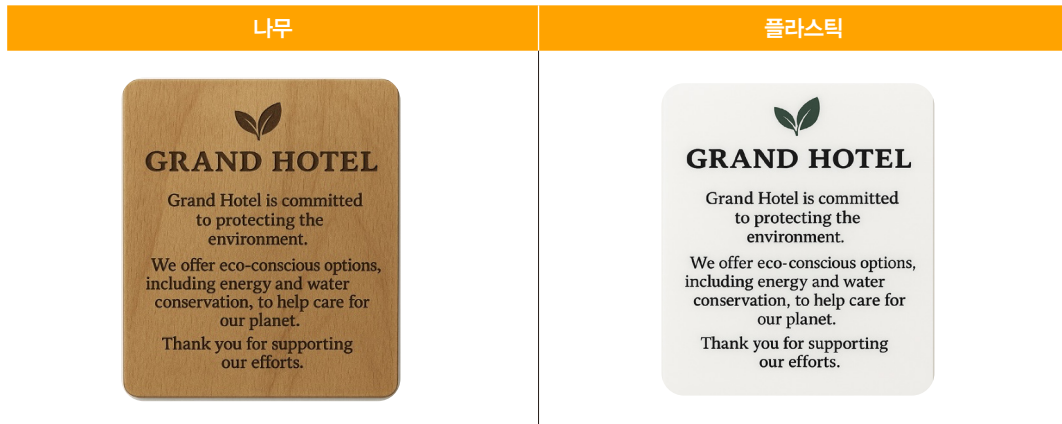 나무
플라스틱
GRAND HOTEL
Grand Hotel is committed
to protecting the
environment.
We offer eco-conscious options,
including energy and water
conservation, to help care for
our planet.
Thank you for supporting
our efforts.
GRAND HOTEL
Grand Hotel is committed
to protecting the
environment.
We offer eco-conscious options,
including energy and water
conservation, to help care for
our planet.
Thank you for supporting
our efforts.